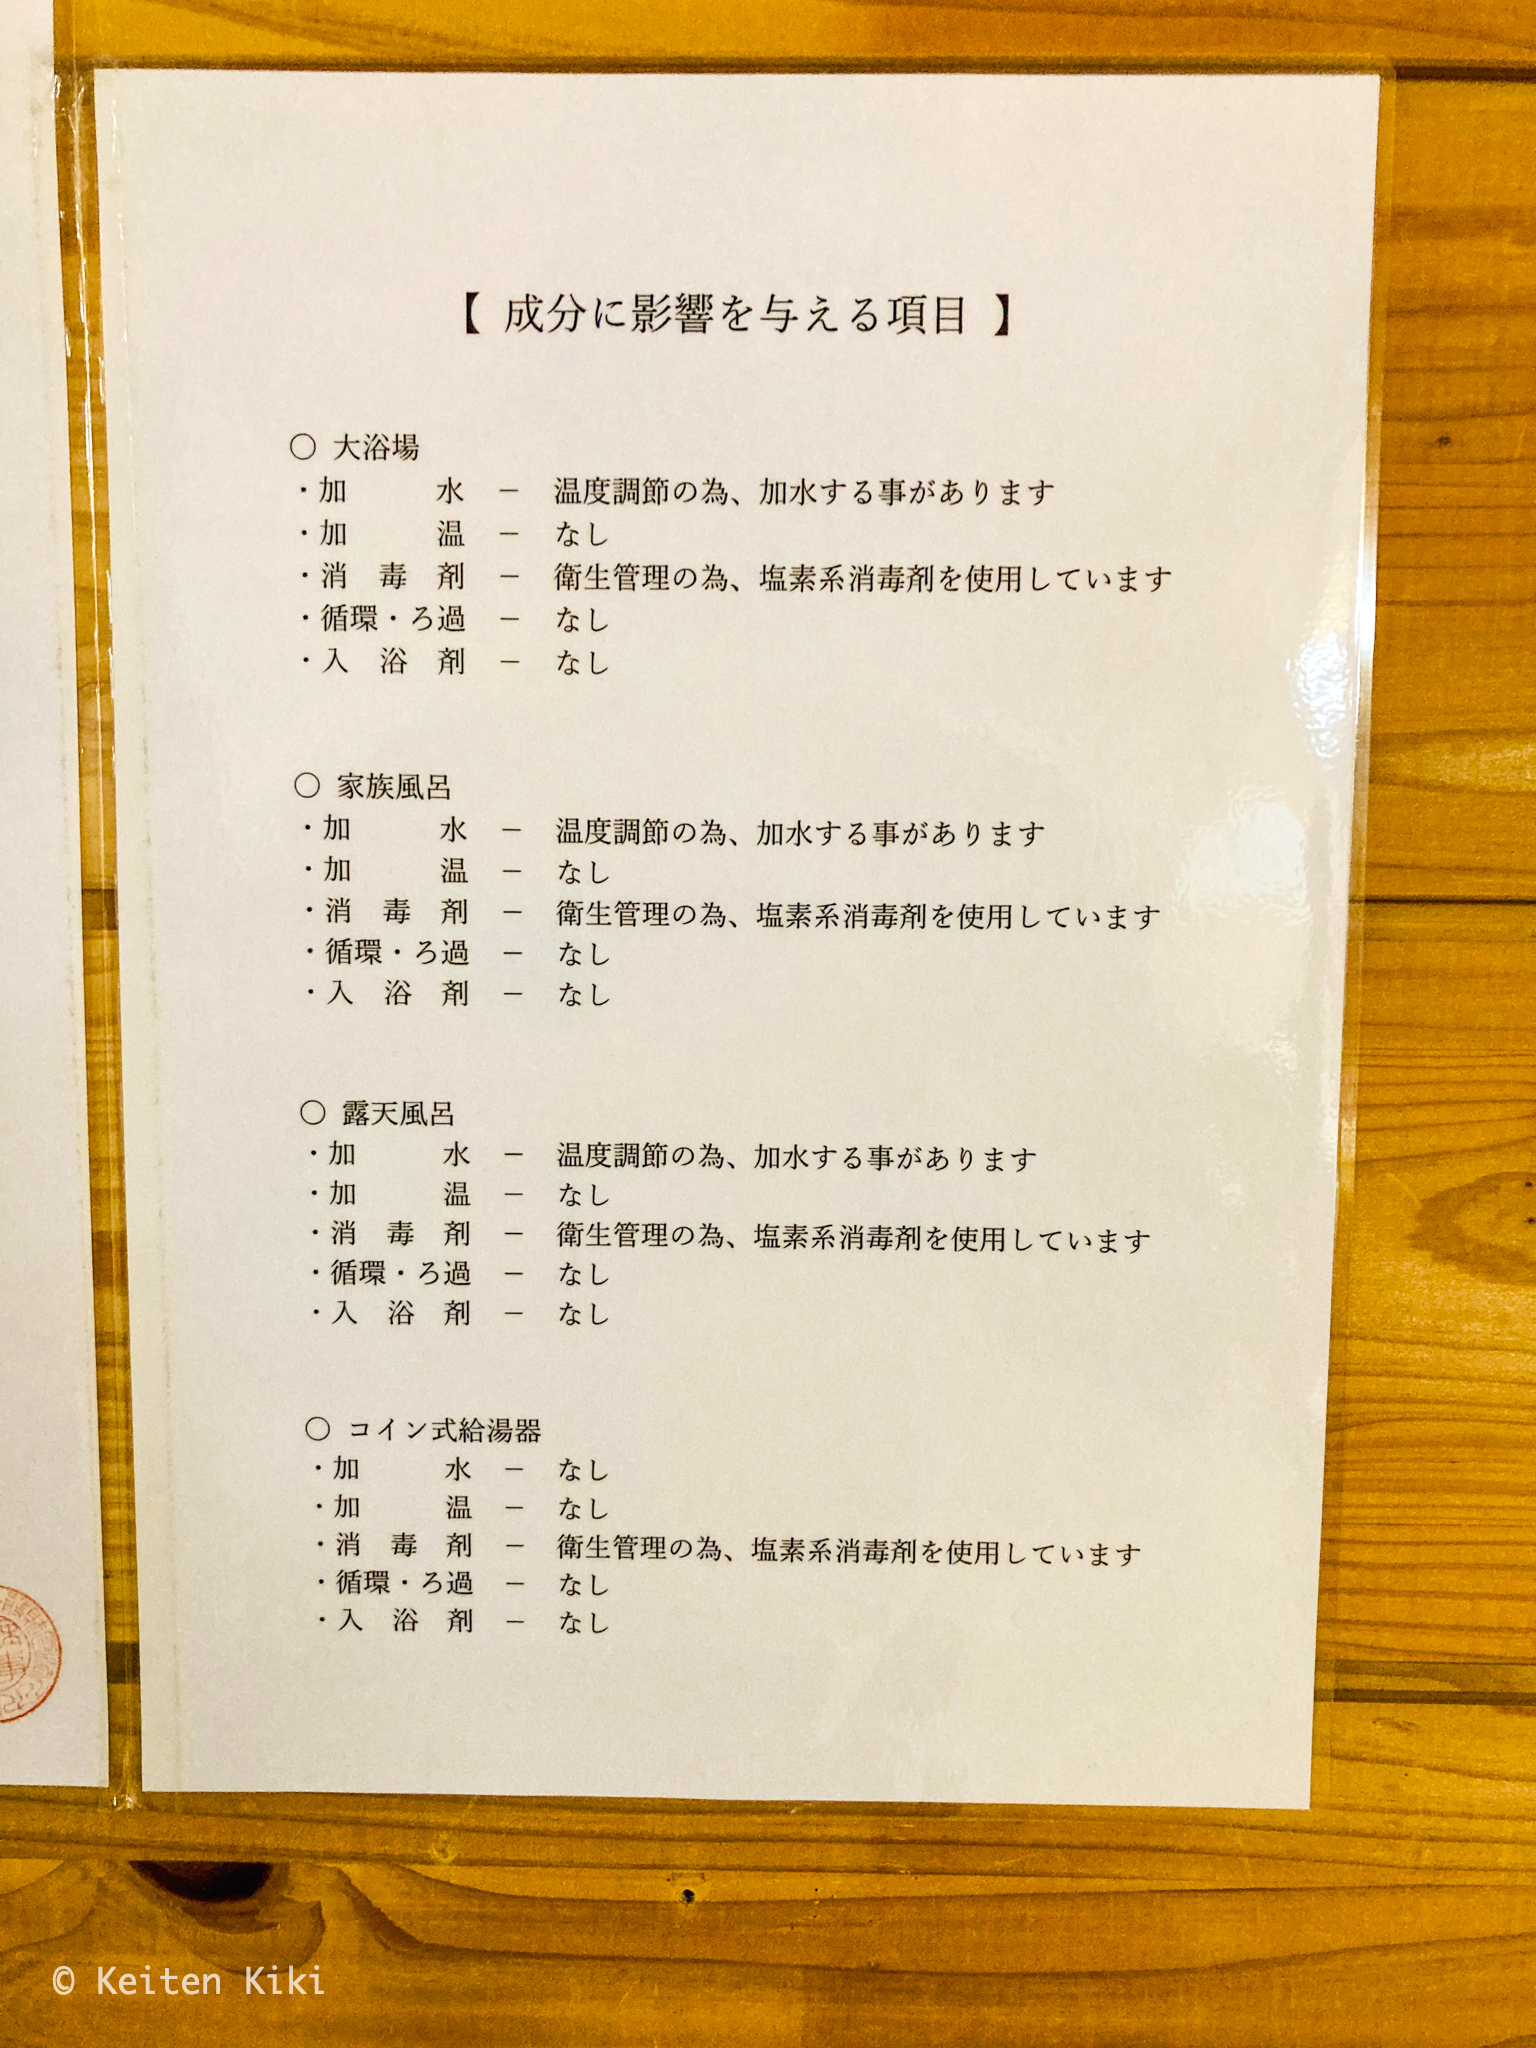 【 成分に影響を与える項目 】
○ 大浴場
・加　　　水 － 温度調節の為、加水する事があります
・加　　　温 － なし
・消　毒　剤 － 衛生管理の為、塩素系消毒剤を使用しています
・循環・ろ過 － なし
・入　浴　剤 － なし
○ 家族風呂
・加　　　水 － 温度調節の為、加水する事があります
・加　　　温 － なし
・消　毒　剤 － 衛生管理の為、塩素系消毒剤を使用しています
・循環・ろ過 － なし
・入　浴　剤 － なし
○ 露天風呂
・加　　　水 － 温度調節の為、加水する事があります
・加　　　温 － なし
・消　毒　剤 － 衛生管理の為、塩素系消毒剤を使用しています
・循環・ろ過 － なし
・入　浴　剤 － なし
○ コイン式給湯器
・加　　　水 － なし
・加　　　温 － なし
・消　毒　剤 － 衛生管理の為、塩素系消毒剤を使用しています
・循環・ろ過 － なし
・入　浴　剤 － なし
© Keiten Kiki